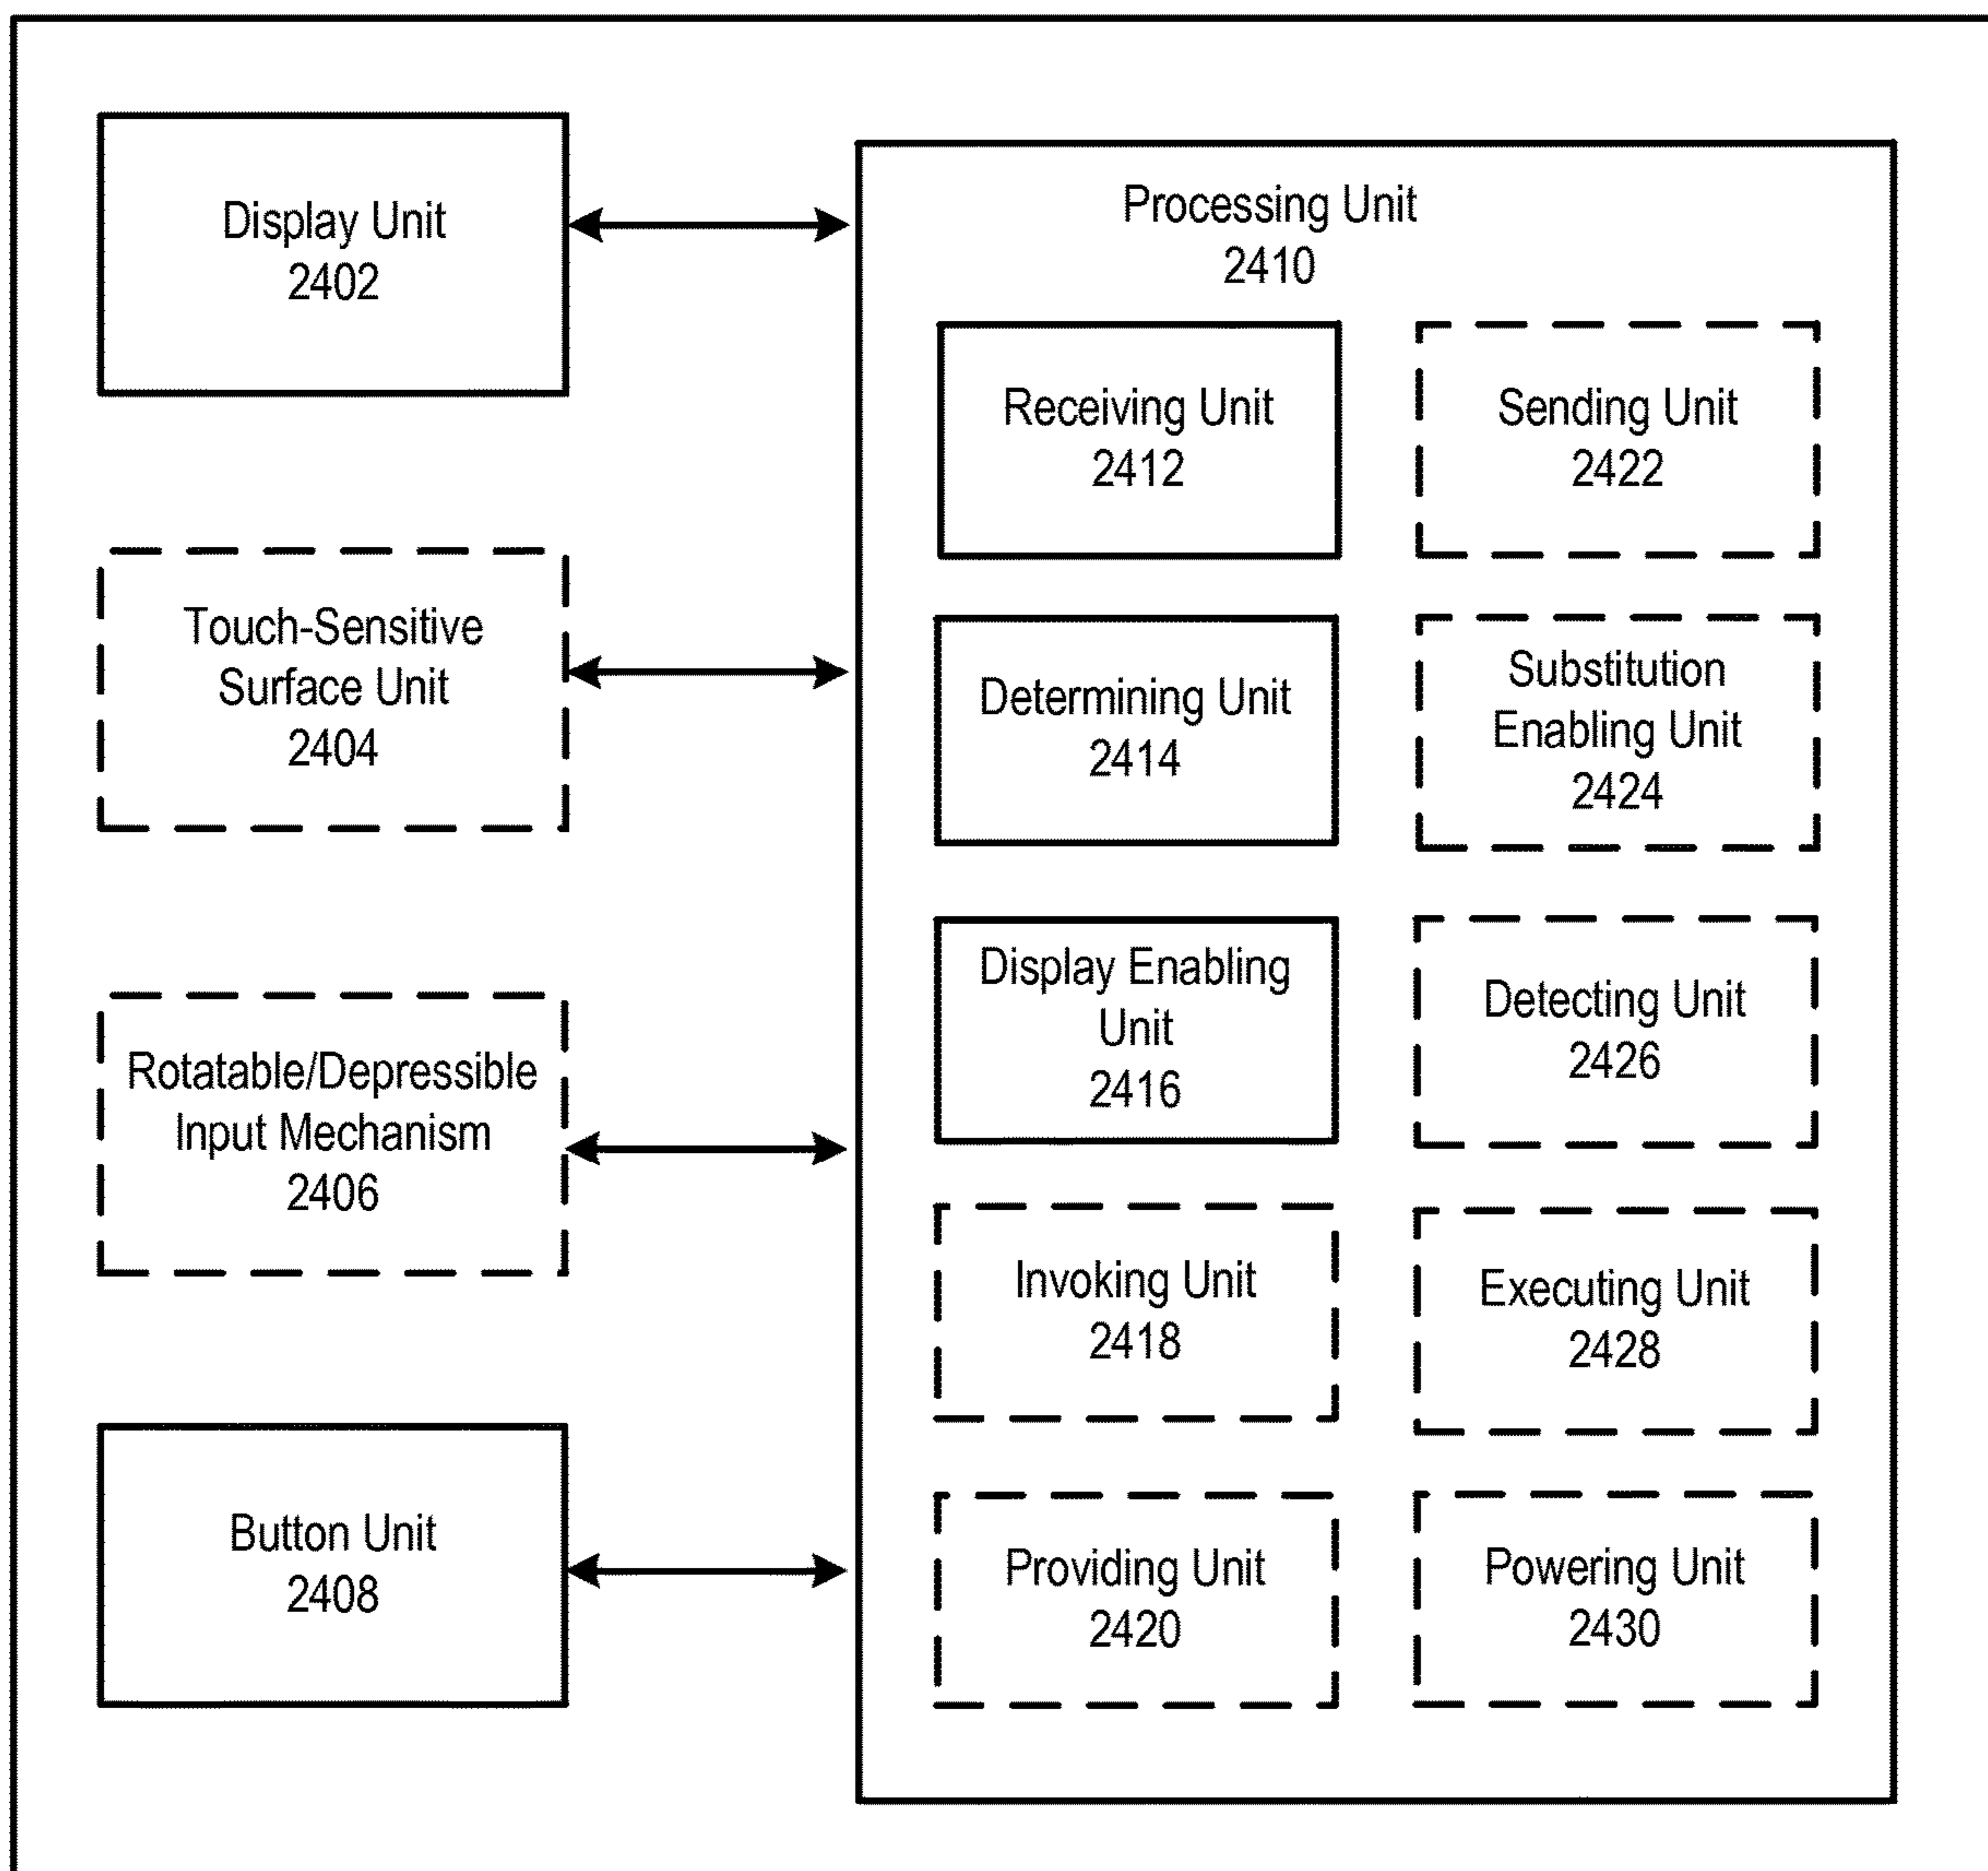 Display Unit
2402
Touch-Sensitive
Surface Unit
2404
Rotatable/Depressible
Input Mechanism
2406
Button Unit
2408
Processing Unit
2410
Receiving Unit
2412
Sending Unit
2422
Determining Unit
2414
Substitution
Enabling Unit
2424
Display Enabling
Unit
2416
Detecting Unit
2426
Invoking Unit
2418
Executing Unit
2428
Providing Unit
2420
Powering Unit
2430